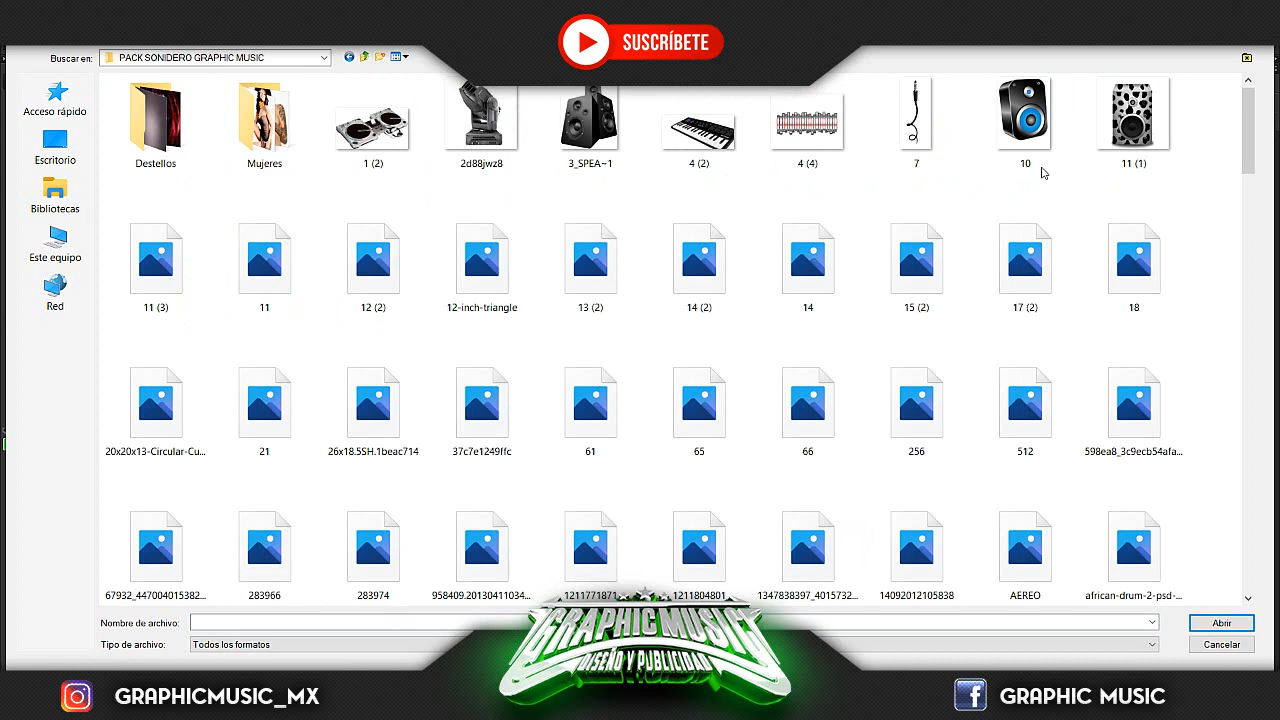 SUSCRÍBETE
Buscar en: PACK SONIDERO GRAPHIC MUSIC
Acceso rápido
Escritorio
Bibliotecas
Este equipo
Red
Destellos Mujeres 1 (2) 2d88jwz8 3_SPEA~1 4 (2) 4 (4) 7 10 11 (1)
11 (3) 11 12 (2) 12-inch-triangle 13 (2) 14 (2) 14 15 (2) 17 (2) 18
20x20x13-Circular-Cu... 21 26x18.5SH.1beac714 37c7e1249ffc 61 65 66 256 512 598ea8_3c9ecb54afa...
67932_447004015382... 283966 283974 958409.20130411034... 1211771871 1211804801 1347838397_4015732... 14092012105838 AEREO african-drum-2-psd-...
Nombre de archivo: Abrir
Tipo de archivo: Todos los formatos Cancelar
GRAPHIC MUSIC
DISEÑO Y PUBLICIDAD
GRAPHICMUSIC_MX
GRAPHIC MUSIC